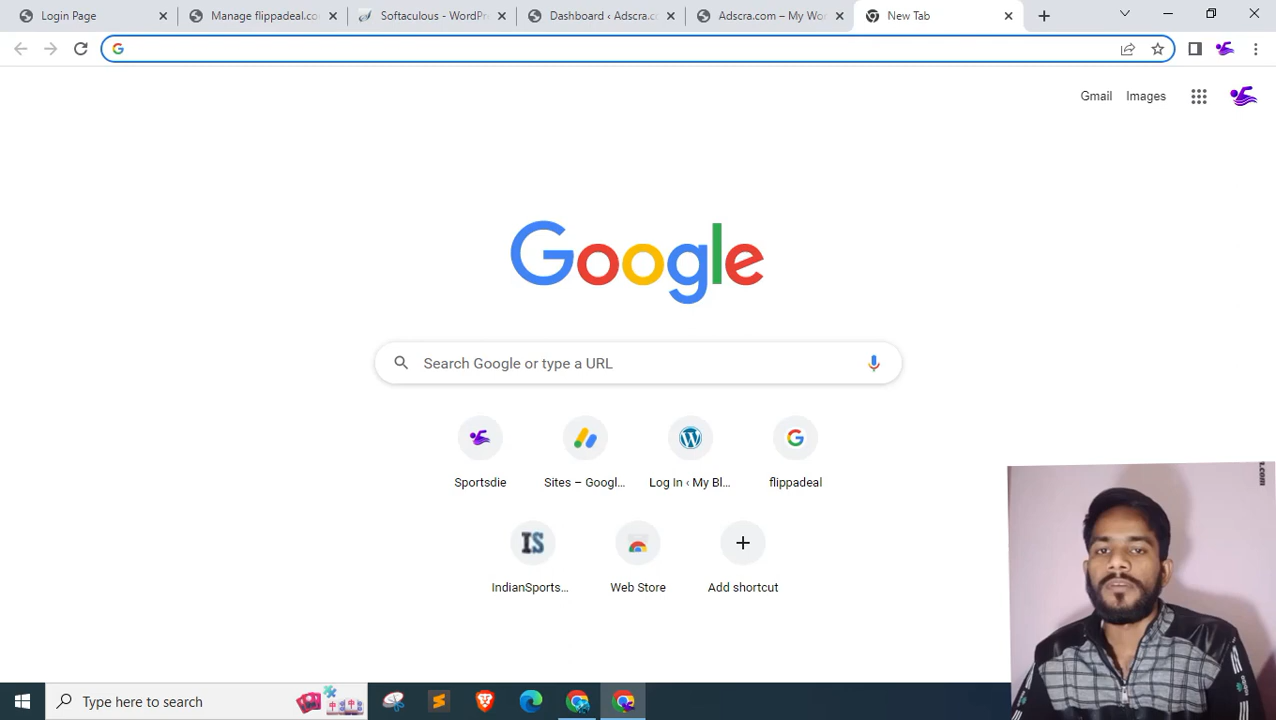 Login Page
Manage flippadeal.co
Softaculous - WordPr
Dashboard ‹ Adscra.c
Adscra.com – My Wor
New Tab
Gmail
Images
Google
Search Google or type a URL
Sportsdie
Sites – Googl...
Log In ‹ My Bl...
flippadeal
IS
IndianSports...
Web Store
Add shortcut
Type here to search